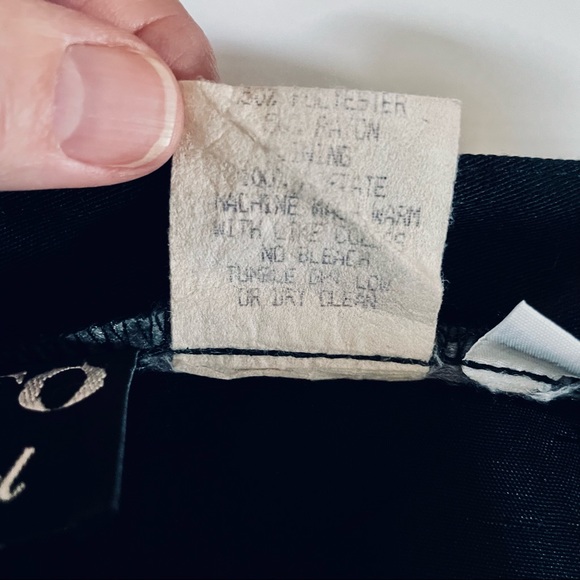 POLYESTER
RAYON
LINING
MACHINE WASH WARM
WITH LIKE COLORS
NO BLEACH
TUMBLE DRY LOW
OR DRY CLEAN